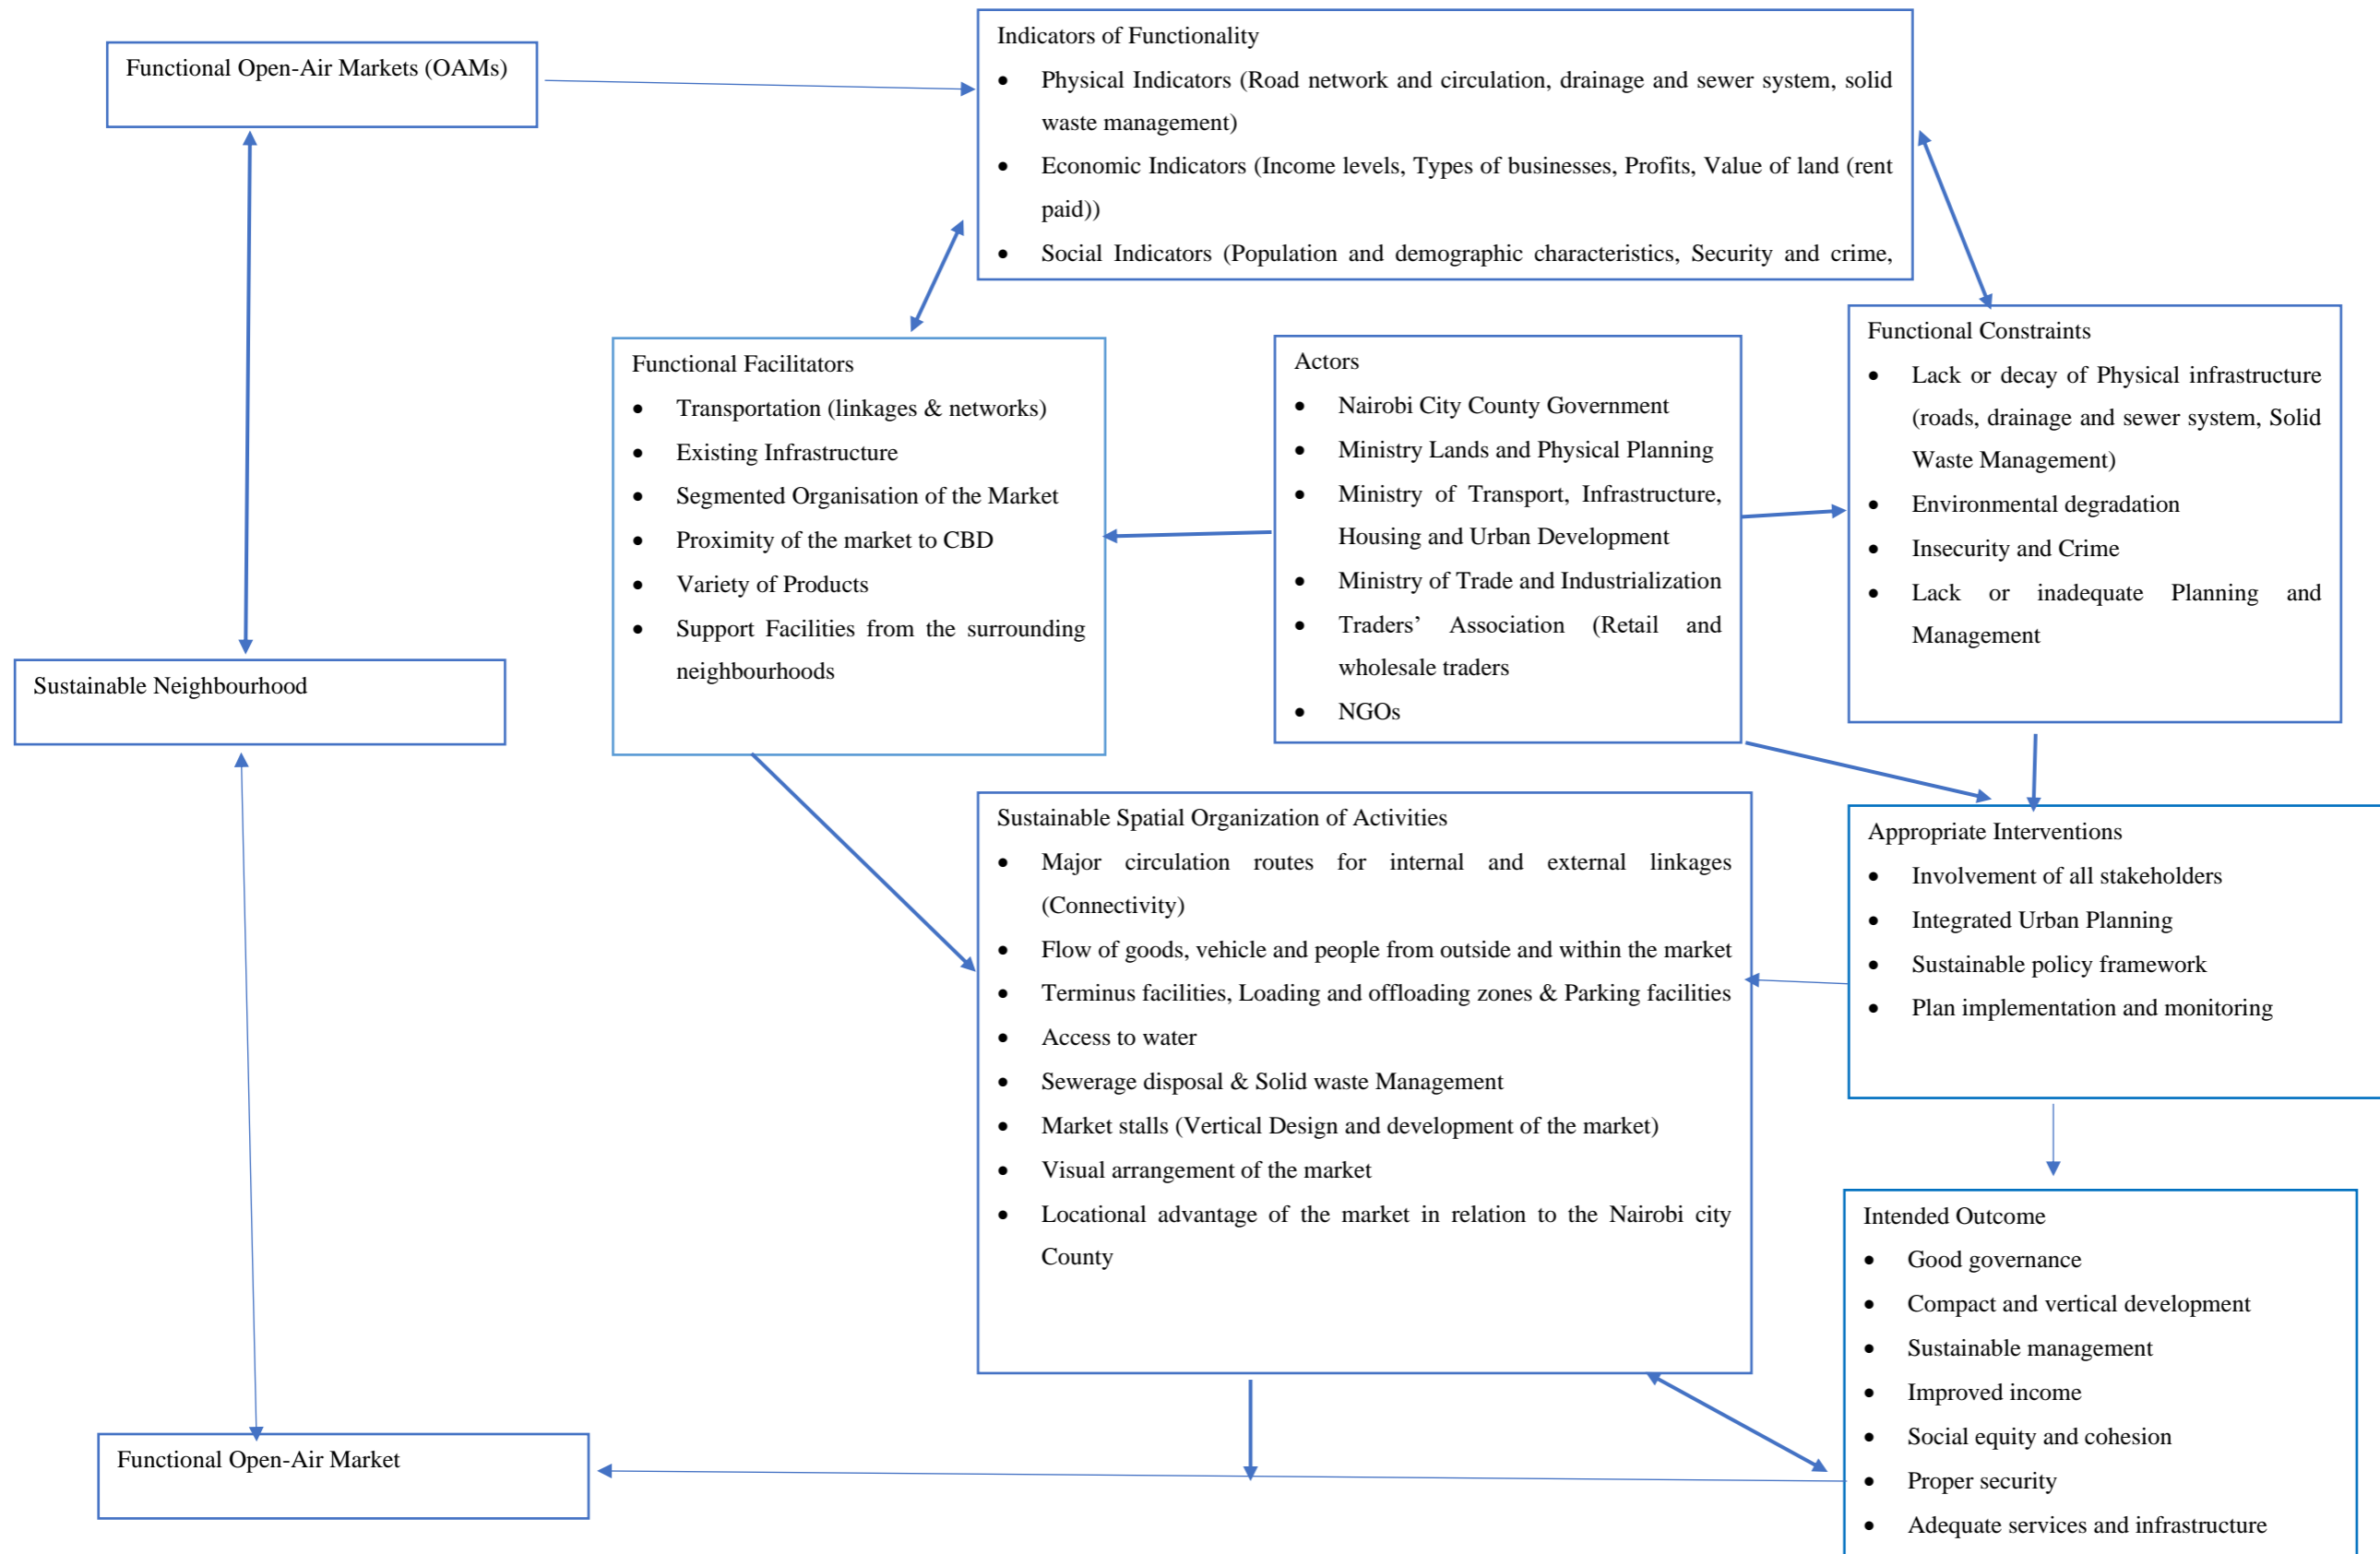 Functional Open-Air Markets (OAMs)
Indicators of Functionality
• Physical Indicators (Road network and circulation, drainage and sewer system, solid
waste management)
• Economic Indicators (Income levels, Types of businesses, Profits, Value of land (rent
paid))
• Social Indicators (Population and demographic characteristics, Security and crime,
Functional Facilitators
• Transportation (linkages & networks)
• Existing Infrastructure
• Segmented Organisation of the Market
• Proximity of the market to CBD
• Variety of Products
• Support Facilities from the surrounding
neighbourhoods
Actors
• Nairobi City County Government
• Ministry Lands and Physical Planning
• Ministry of Transport, Infrastructure,
Housing and Urban Development
• Ministry of Trade and Industrialization
• Traders’ Association (Retail and
wholesale traders
• NGOs
Functional Constraints
• Lack or decay of Physical infrastructure
(roads, drainage and sewer system, Solid
Waste Management)
• Environmental degradation
• Insecurity and Crime
• Lack or inadequate Planning and
Management
Sustainable Neighbourhood
Sustainable Spatial Organization of Activities
• Major circulation routes for internal and external linkages
(Connectivity)
• Flow of goods, vehicle and people from outside and within the market
• Terminus facilities, Loading and offloading zones & Parking facilities
• Access to water
• Sewerage disposal & Solid waste Management
• Market stalls (Vertical Design and development of the market)
• Visual arrangement of the market
• Locational advantage of the market in relation to the Nairobi city
County
Appropriate Interventions
• Involvement of all stakeholders
• Integrated Urban Planning
• Sustainable policy framework
• Plan implementation and monitoring
Intended Outcome
• Good governance
• Compact and vertical development
• Sustainable management
• Improved income
• Social equity and cohesion
• Proper security
• Adequate services and infrastructure
Functional Open-Air Market